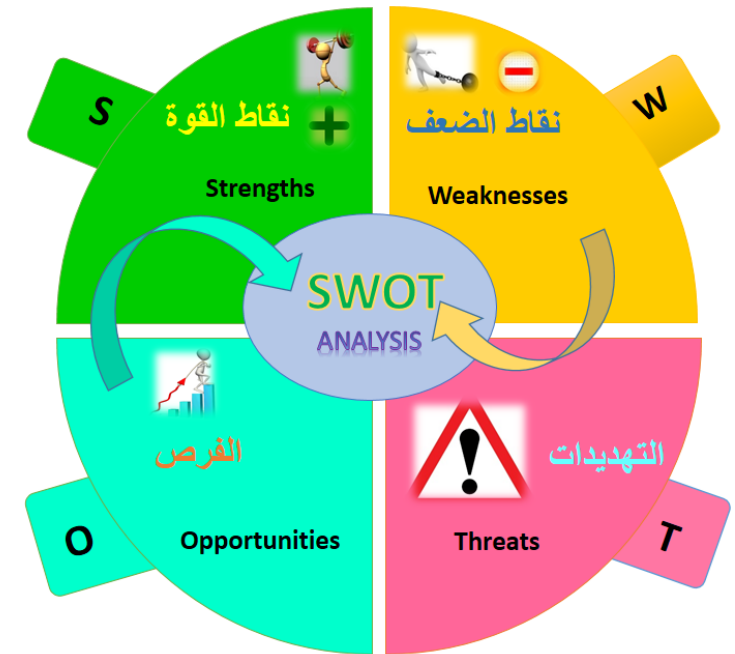 S
نقاط القوة
Strengths
W
نقاط الضعف
Weaknesses
SWOT
ANALYSIS
O
الفرص
Opportunities
T
التهديدات
Threats